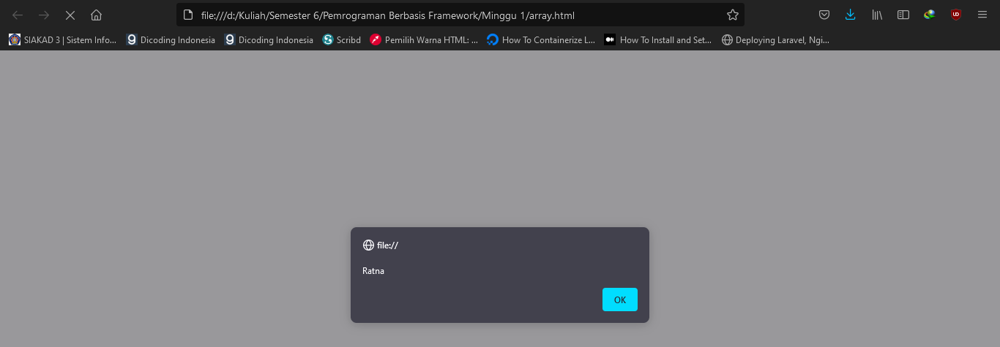 file:///d:/Kuliah/Semester 6/Pemrograman Berbasis Framework/Minggu 1/array.html
SIAKAD 3 | Sistem Info... Dicoding Indonesia Dicoding Indonesia Scribd Pemilih Warna HTML: ... How To Containerize L... How To Install and Set... Deploying Laravel, Ngi...
file://
Ratna
OK